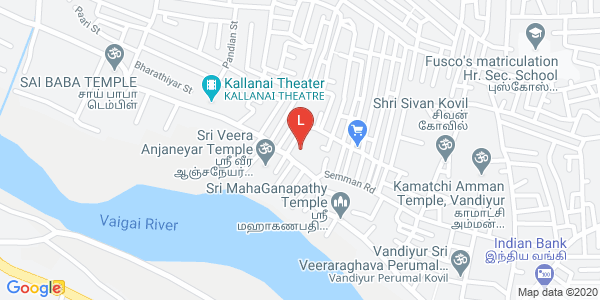 Paari St
Pandian St
SAI BABA TEMPLE
சாய் பாபா
டெம்பிள்
Bharathiyar St
Kallanai Theater
KALLANAI THEATRE
L
Fusco's matriculation
Hr. Sec. School
புஸ்கோஸ்...
Shri Sivan Kovil
சிவன்
கோவில்
Sri Veera
Anjaneyar Temple
ஸ்ரீ வீர
ஆஞ்சநேயர்...
Semman Rd
Sri MahaGanapathy
Temple
ஸ்ரீ
மஹாகணபதி...
Kamatchi Amman
Temple, Vandiyur
காமாட்சி
அம்மன்...
Vaigai River
Vandiyur Sri
Veeraraghava Perumal...
Vandiyur Perumal Kovil
Indian Bank
இந்திய வங்கி
Google
Map data ©2020